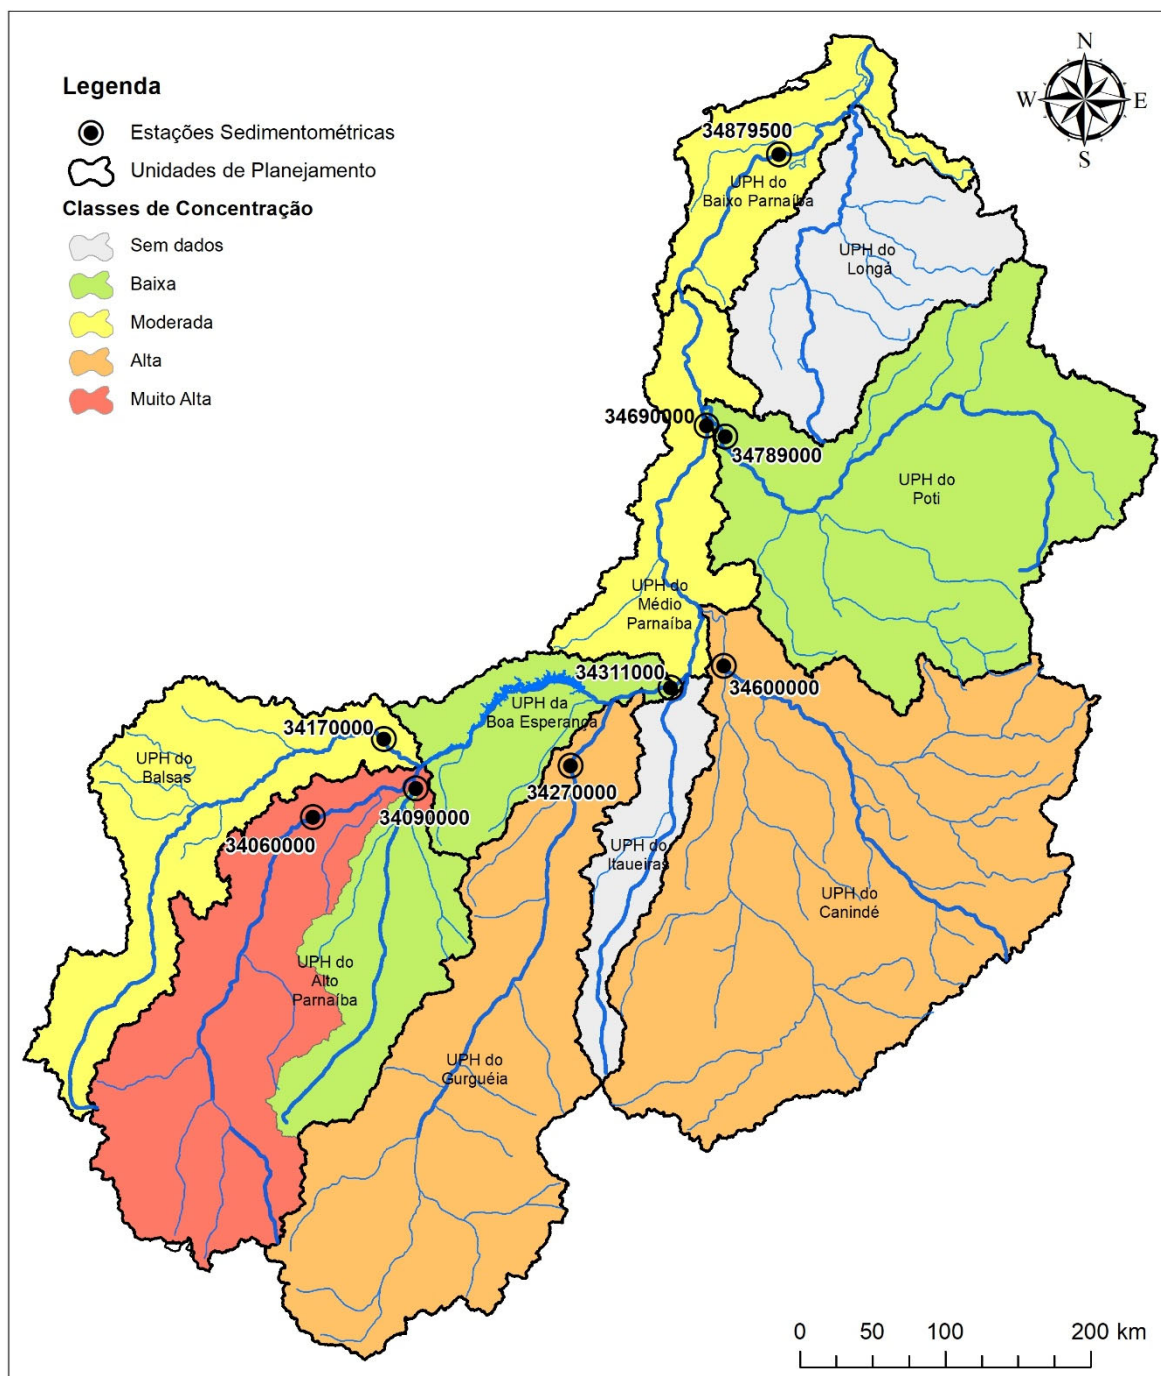 Legenda
Estações Sedimentométricas
Unidades de Planejamento
Classes de Concentração
Sem dados
Baixa
Moderada
Alta
Muito Alta
N
W
E
S
34879500
UPH do
Baixo Parnaíba
UPH do
Longá
34690000
34789000
UPH do
Poti
UPH do
Médio
Parnaíba
34311000
34600000
UPH da
Boa Esperança
34170000
UPH do
Balsas
34270000
34090000
34060000
UPH do
Itaueiras
UPH do
Canindé
UPH do
Alto
Parnaíba
UPH do
Gurguéia
0 50 100 200 km